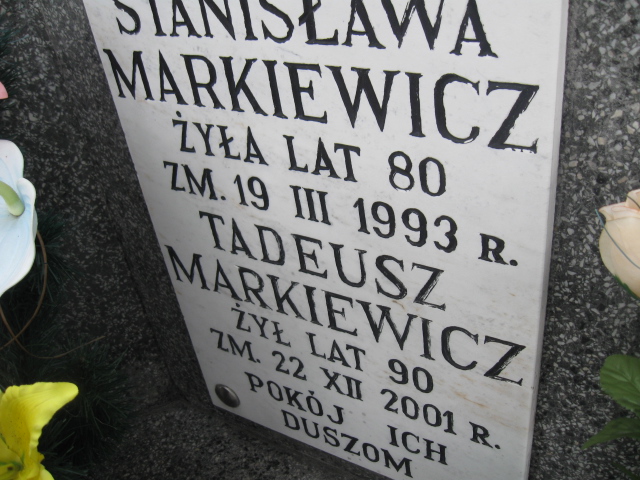 STANISŁAWA
MARKIEWICZ
ŻYŁA LAT 80
ZM. 19 III 1993 R.
TADEUSZ
MARKIEWICZ
ŻYŁ LAT 90
ZM. 22 XII 2001 R.
POKÓJ ICH
DUSZOM